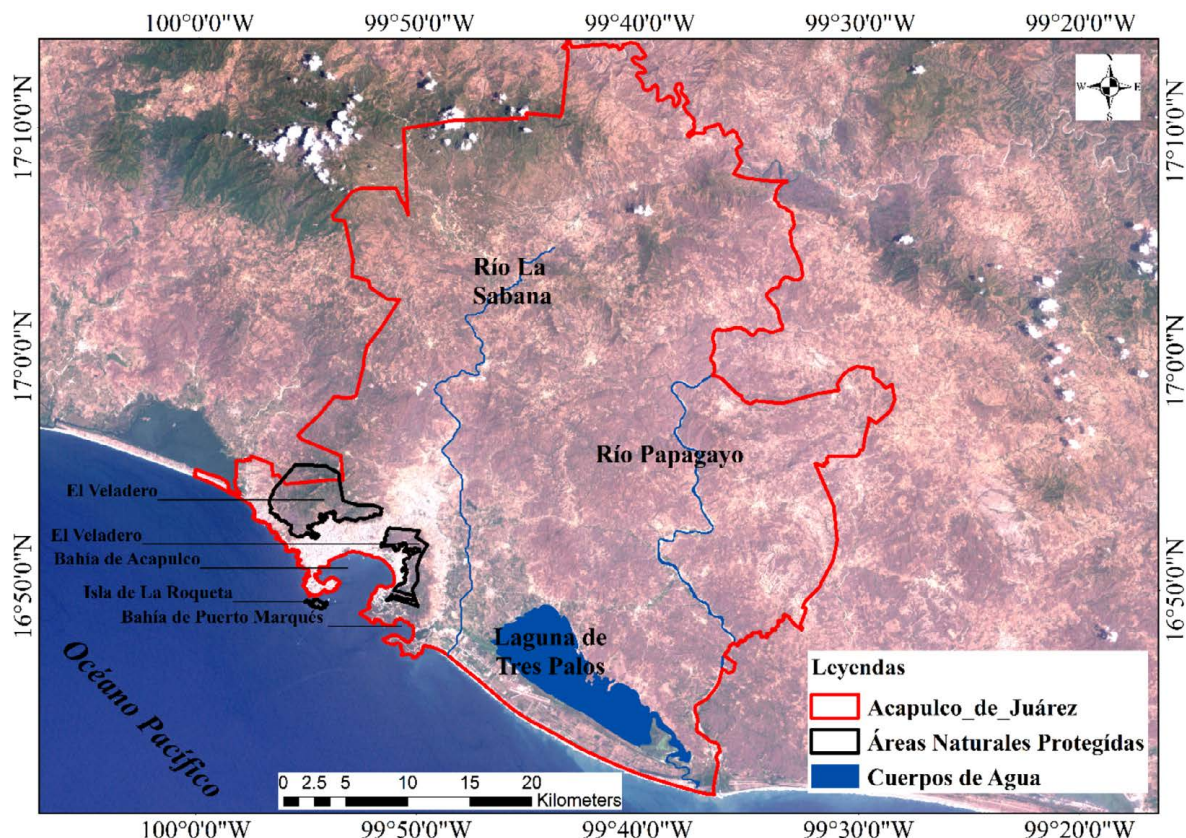 100°0'0"W 99°50'0"W 99°40'0"W 99°30'0"W 99°20'0"W
N
W E
S
17°10'0"N 17°10'0"N
Río La
Sabana
17°0'0"N 17°0'0"N
Río Papagayo
El Veladero
El Veladero
Bahía de Acapulco
Isla de La Roqueta
Bahía de Puerto Marqués
16°50'0"N 16°50'0"N
Laguna de
Tres Palos
Océano Pacífico
Leyendas
Acapulco_de_Juárez
Áreas Naturales Protegídas
Cuerpos de Agua
0 2.5 5 10 15 20
Kilometers
100°0'0"W 99°50'0"W 99°40'0"W 99°30'0"W 99°20'0"W